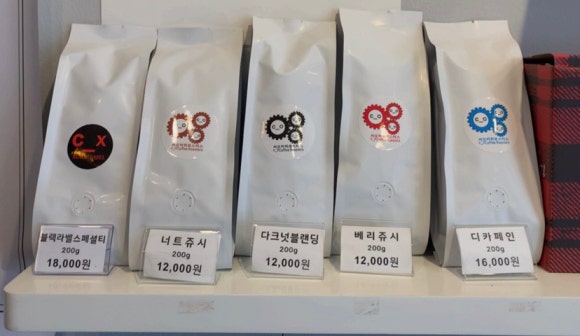 C X
블랙라벨스페셜티
200g
18,000원
너트쥬시
200g
12,000원
다크넛블랜딩
200g
12,000원
베리쥬시
200g
12,000원
디카페인
200g
16,000원